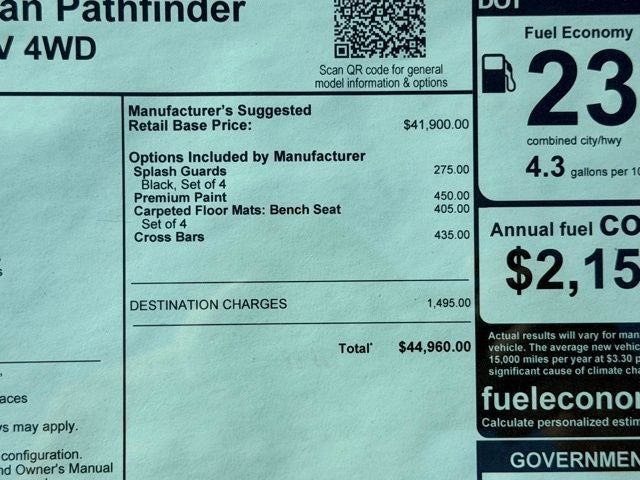 an Pathfinder
V 4WD
Scan QR code for general
model information & options
Manufacturer's Suggested
Retail Base Price: $41,900.00
Options Included by Manufacturer
Splash Guards 275.00
Black, Set of 4
Premium Paint 450.00
Carpeted Floor Mats: Bench Seat 405.00
Set of 4
Cross Bars 435.00
DESTINATION CHARGES 1,495.00
Total* $44,960.00
aces
ys may apply.
configuration.
nd Owner's Manual
DOT
Fuel Economy
23
combined city/hwy
4.3 gallons per 10
Annual fuel CO
$2,15
Actual results will vary for man
vehicle. The average new vehic
15,000 miles per year at $3.30 p
significant cause of climate cha
fueleconor
Calculate personalized estim
GOVERNMEN